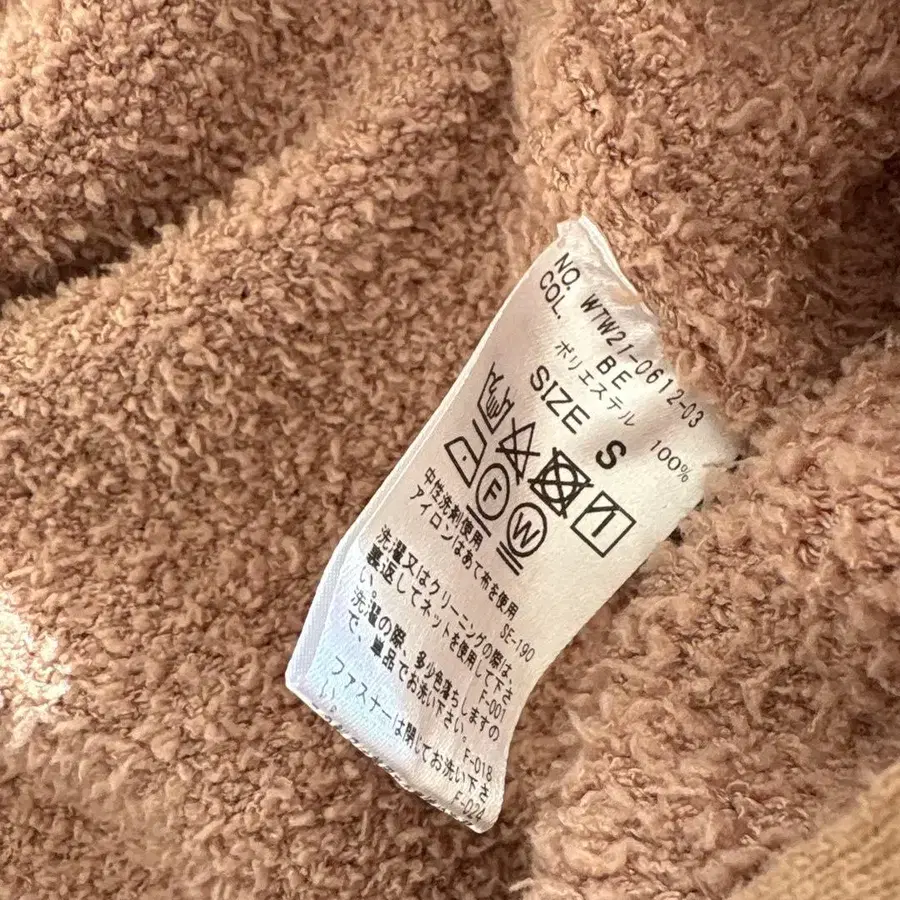 NO. WTW21-0612-03
COL. BE
ポリエステル 100%
SIZE S
F W
中性洗剤使用
アイロンはあて布を使用
SE-190
洗濯又はクリーニングの際は、
裏返してネットを使用して下さ
い。 F-001
洗濯の際、多少色落ちしますの
で、単品でお洗い下さい。
F-018
ファスナーは閉じてお洗い下さ
い。 F-024